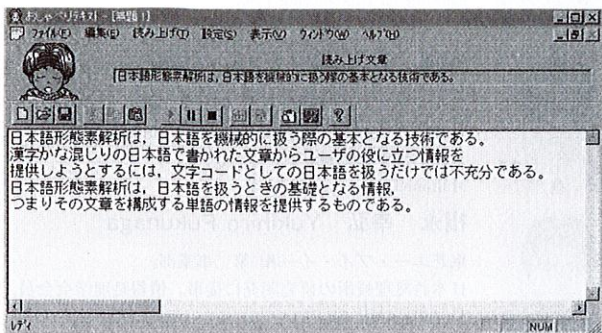 おしゃべりテキスト - [無題 1]
ファイル(F) 編集(E) 読み上げ(T) 設定(S) 表示(V) ウィンドウ(W) ヘルプ(H)
読み上げ文章
日本語形態素解析は，日本語を機械的に扱う際の基本となる技術である。
日本語形態素解析は，日本語を機械的に扱う際の基本となる技術である。
漢字かな混じりの日本語で書かれた文章からユーザの役に立つ情報を
提供しようとするには，文字コードとしての日本語を扱うだけでは不充分である。
日本語形態素解析は，日本語を扱うときの基礎となる情報，
つまりその文章を構成する単語の情報を提供するものである。
レディ
NUM